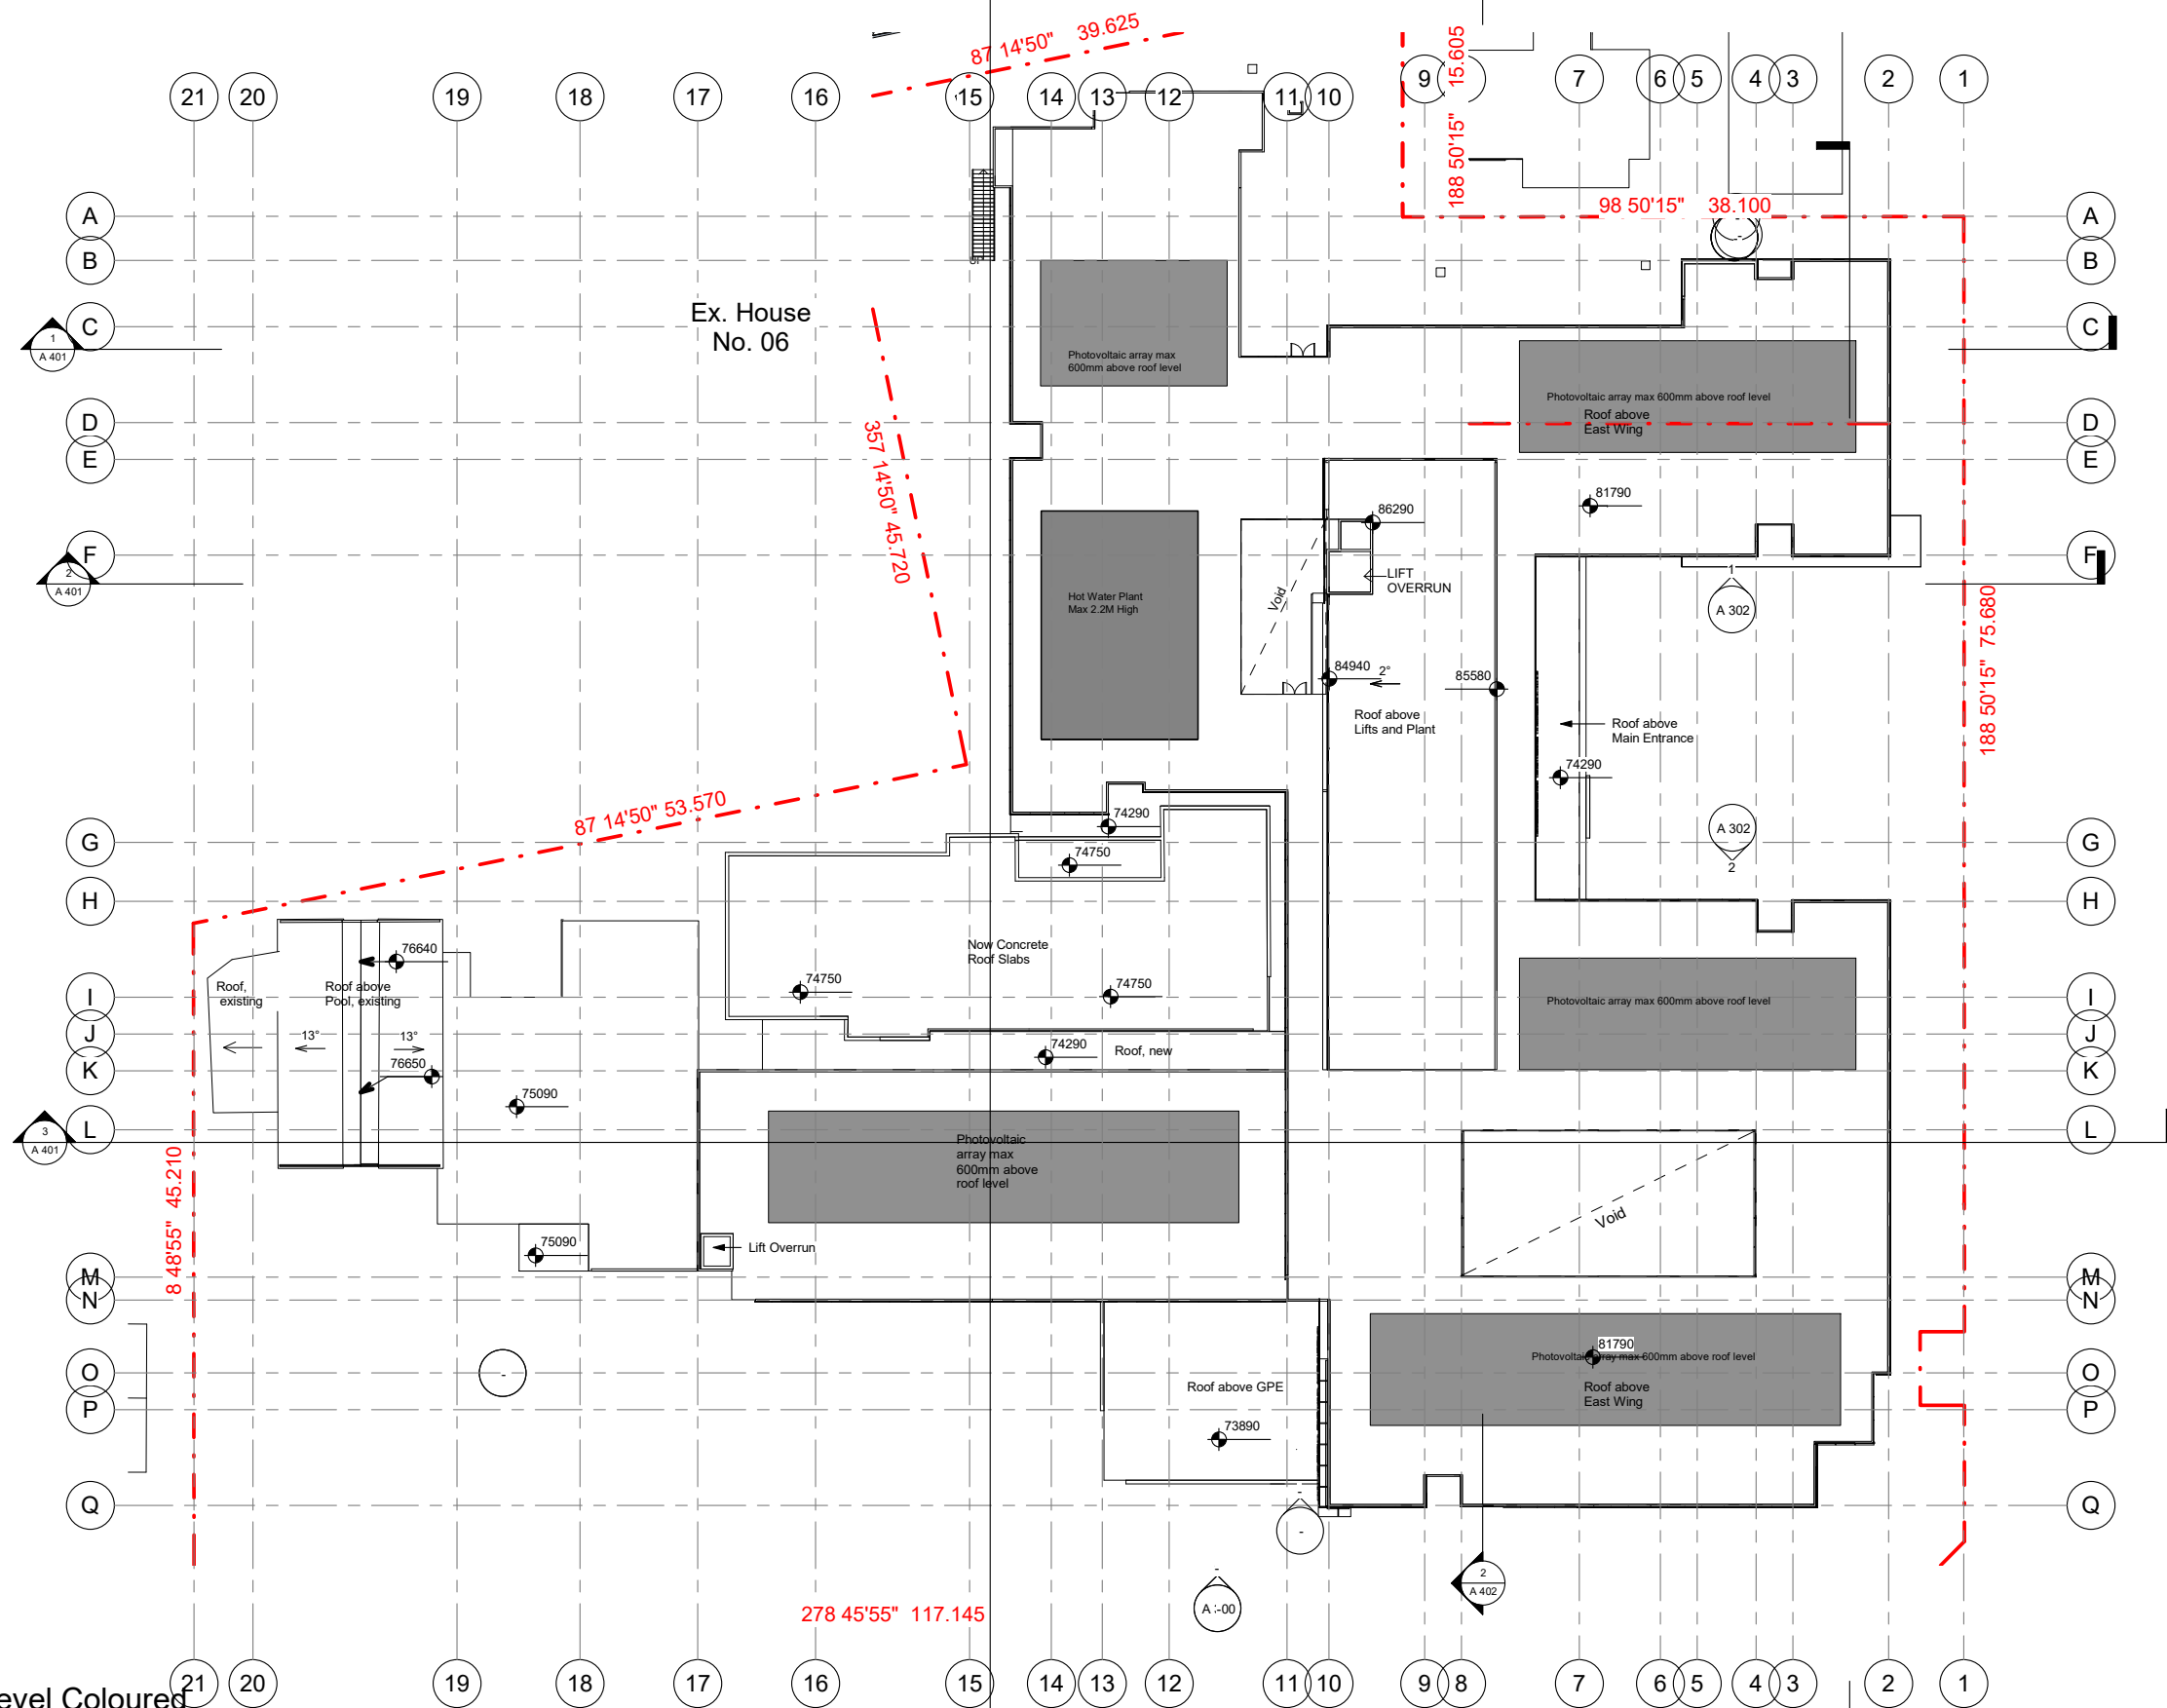 87 14'50" 39.625
188 50'15" 15.605
21 20 19 18 17 16 15 14 13 12 11 10 9 7 6 5 4 3 2 1
98 50'15" 38.100
A A
B B
Ex. House
No. 06
C C
1
A 401
Photovoltaic array max
600mm above roof level
Photovoltaic array max 600mm above roof level
Roof above
East Wing
D D
E E
357 14'50" 45.720
81790
86290
F F
2
A 401
LIFT
OVERRUN
Void
Hot Water Plant
Max 2.2M High
1
A 302
188 50'15" 75.680
84940 2°
85580
Roof above
Lifts and Plant
Roof above
Main Entrance
74290
87 14'50" 53.570
74290
A 302
2
G G
74750
H H
76640
Now Concrete
Roof Slabs
Roof,
existing
Roof above
Pool, existing
74750
74750
I I
Photovoltaic array max 600mm above roof level
J J
13° 13°
74290
Roof, new
K K
76650
75090
L L
3
A 401
Photovoltaic
array max
600mm above
roof level
8 48'55" 45.210
Void
75090
Lift Overrun
M M
N N
81790
Photovoltaic array max 600mm above roof level
O O
-
Roof above GPE
Roof above
East Wing
P P
73890
Q Q
-
-
2
A 402
-
278 45'55" 117.145
21 20 19 18 17 16 15 14 13 12 11 10 9 8 7 6 5 4 3 2 1
Coloured